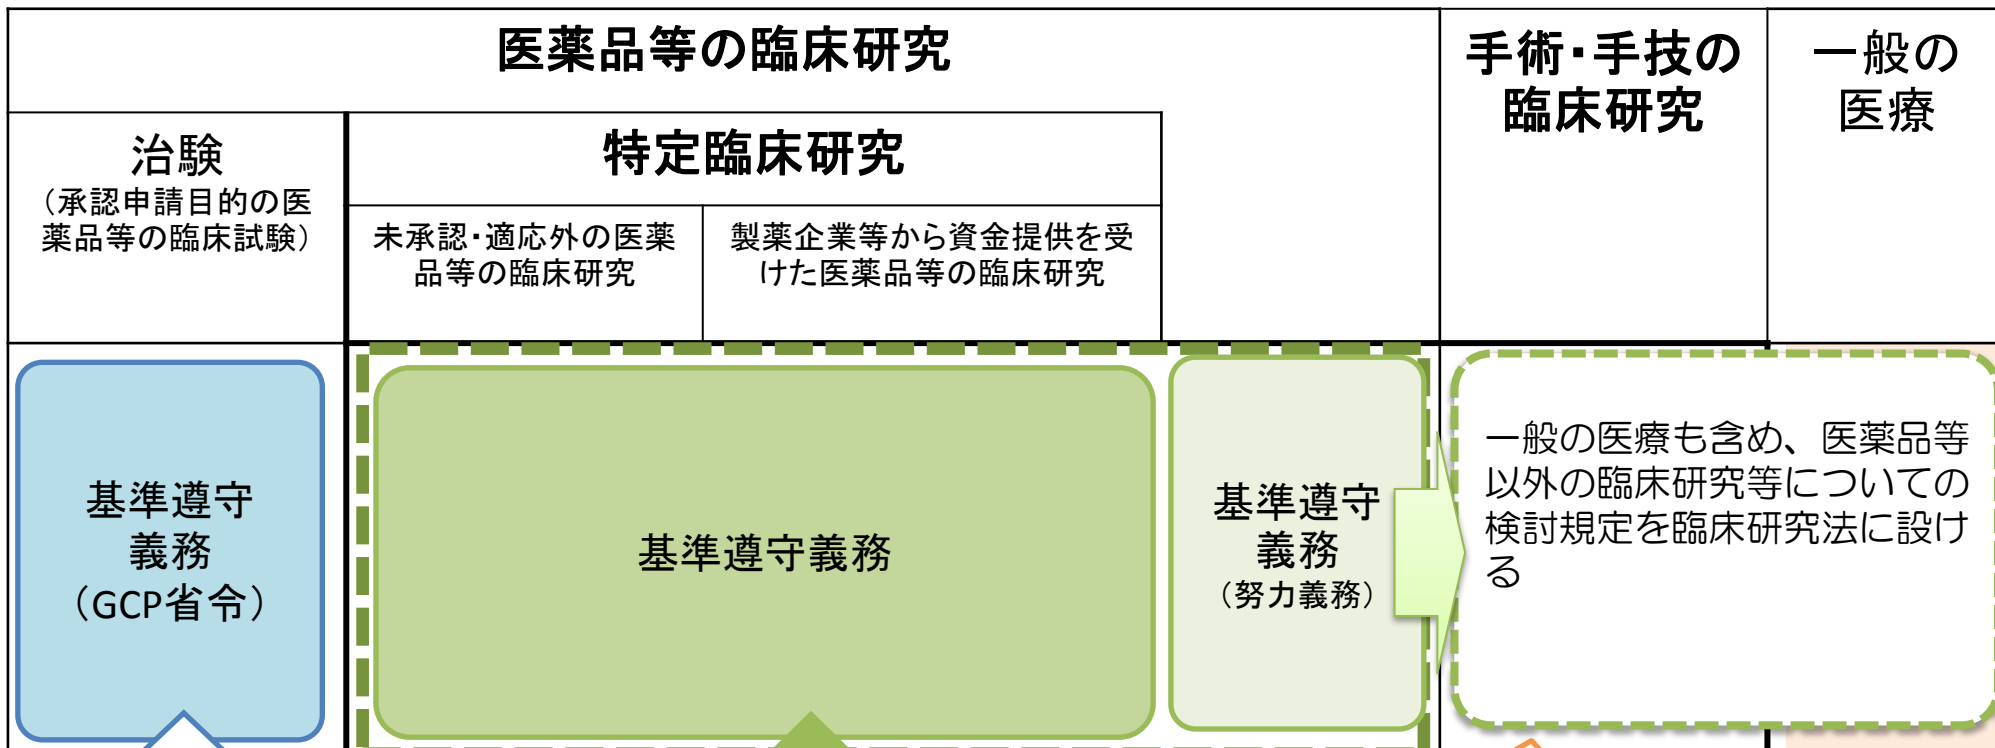 医薬品等の臨床研究
手術・手技の
臨床研究
一般の
医療
治験
（承認申請目的の医
薬品等の臨床試験）
特定臨床研究
未承認・適応外の医薬
品等の臨床研究
製薬企業等から資金提供を受
けた医薬品等の臨床研究
基準遵守
義務
（GCP省令）
基準遵守義務
基準遵守
義務
（努力義務）
一般の医療も含め、医薬品等
以外の臨床研究等についての
検討規定を臨床研究法に設け
る